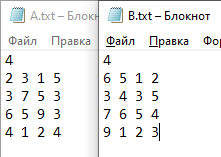 A.txt – Блокнот
Файл Правка
4
2 3 1 5
3 7 5 3
6 5 9 3
4 1 2 4
B.txt – Блокнот
Файл Правка Фор
4
6 5 1 2
3 4 3 5
7 6 5 4
9 1 2 3